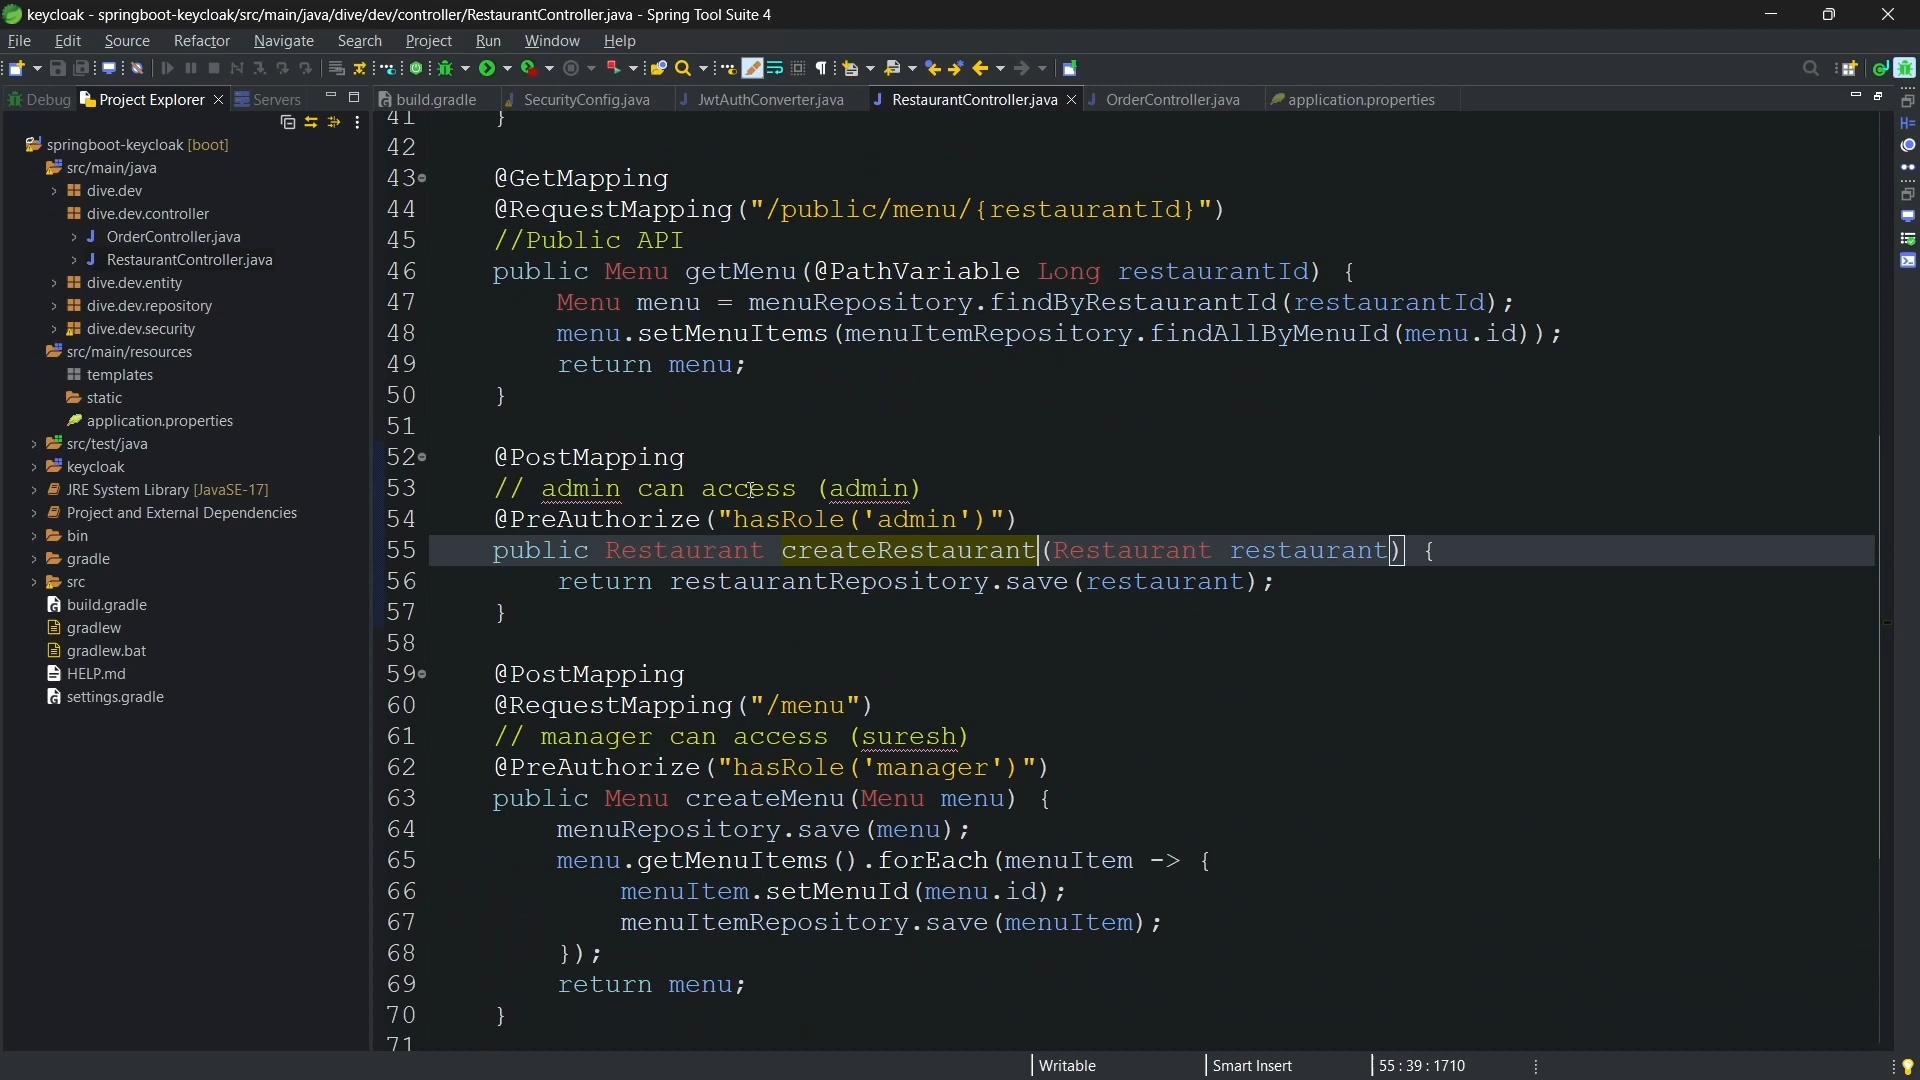 keycloak - springboot-keycloak/src/main/java/dive/dev/controller/RestaurantController.java - Spring Tool Suite 4
File Edit Source Refactor Navigate Search Project Run Window Help
Debug Project Explorer Servers
build.gradle SecurityConfig.java JwtAuthConverter.java RestaurantController.java OrderController.java application.properties
springboot-keycloak [boot]
src/main/java
dive.dev
dive.dev.controller
OrderController.java
RestaurantController.java
dive.dev.entity
dive.dev.repository
dive.dev.security
src/main/resources
templates
static
application.properties
src/test/java
keycloak
JRE System Library [JavaSE-17]
Project and External Dependencies
bin
gradle
src
build.gradle
gradlew
gradlew.bat
HELP.md
settings.gradle
41 }
42
43 @GetMapping
44 @RequestMapping("/public/menu/{restaurantId}")
45 //Public API
46 public Menu getMenu(@PathVariable Long restaurantId) {
47 Menu menu = menuRepository.findByRestaurantId(restaurantId);
48 menu.setMenuItems(menuItemRepository.findAllByMenuId(menu.id));
49 return menu;
50 }
51
52 @PostMapping
53 // admin can access (admin)
54 @PreAuthorize("hasRole('admin')")
55 public Restaurant createRestaurant(Restaurant restaurant) {
56 return restaurantRepository.save(restaurant);
57 }
58
59 @PostMapping
60 @RequestMapping("/menu")
61 // manager can access (suresh)
62 @PreAuthorize("hasRole('manager')")
63 public Menu createMenu(Menu menu) {
64 menuRepository.save(menu);
65 menu.getMenuItems().forEach(menuItem -> {
66 menuItem.setMenuId(menu.id);
67 menuItemRepository.save(menuItem);
68 });
69 return menu;
70 }
71
Writable Smart Insert 55 : 39 : 1710